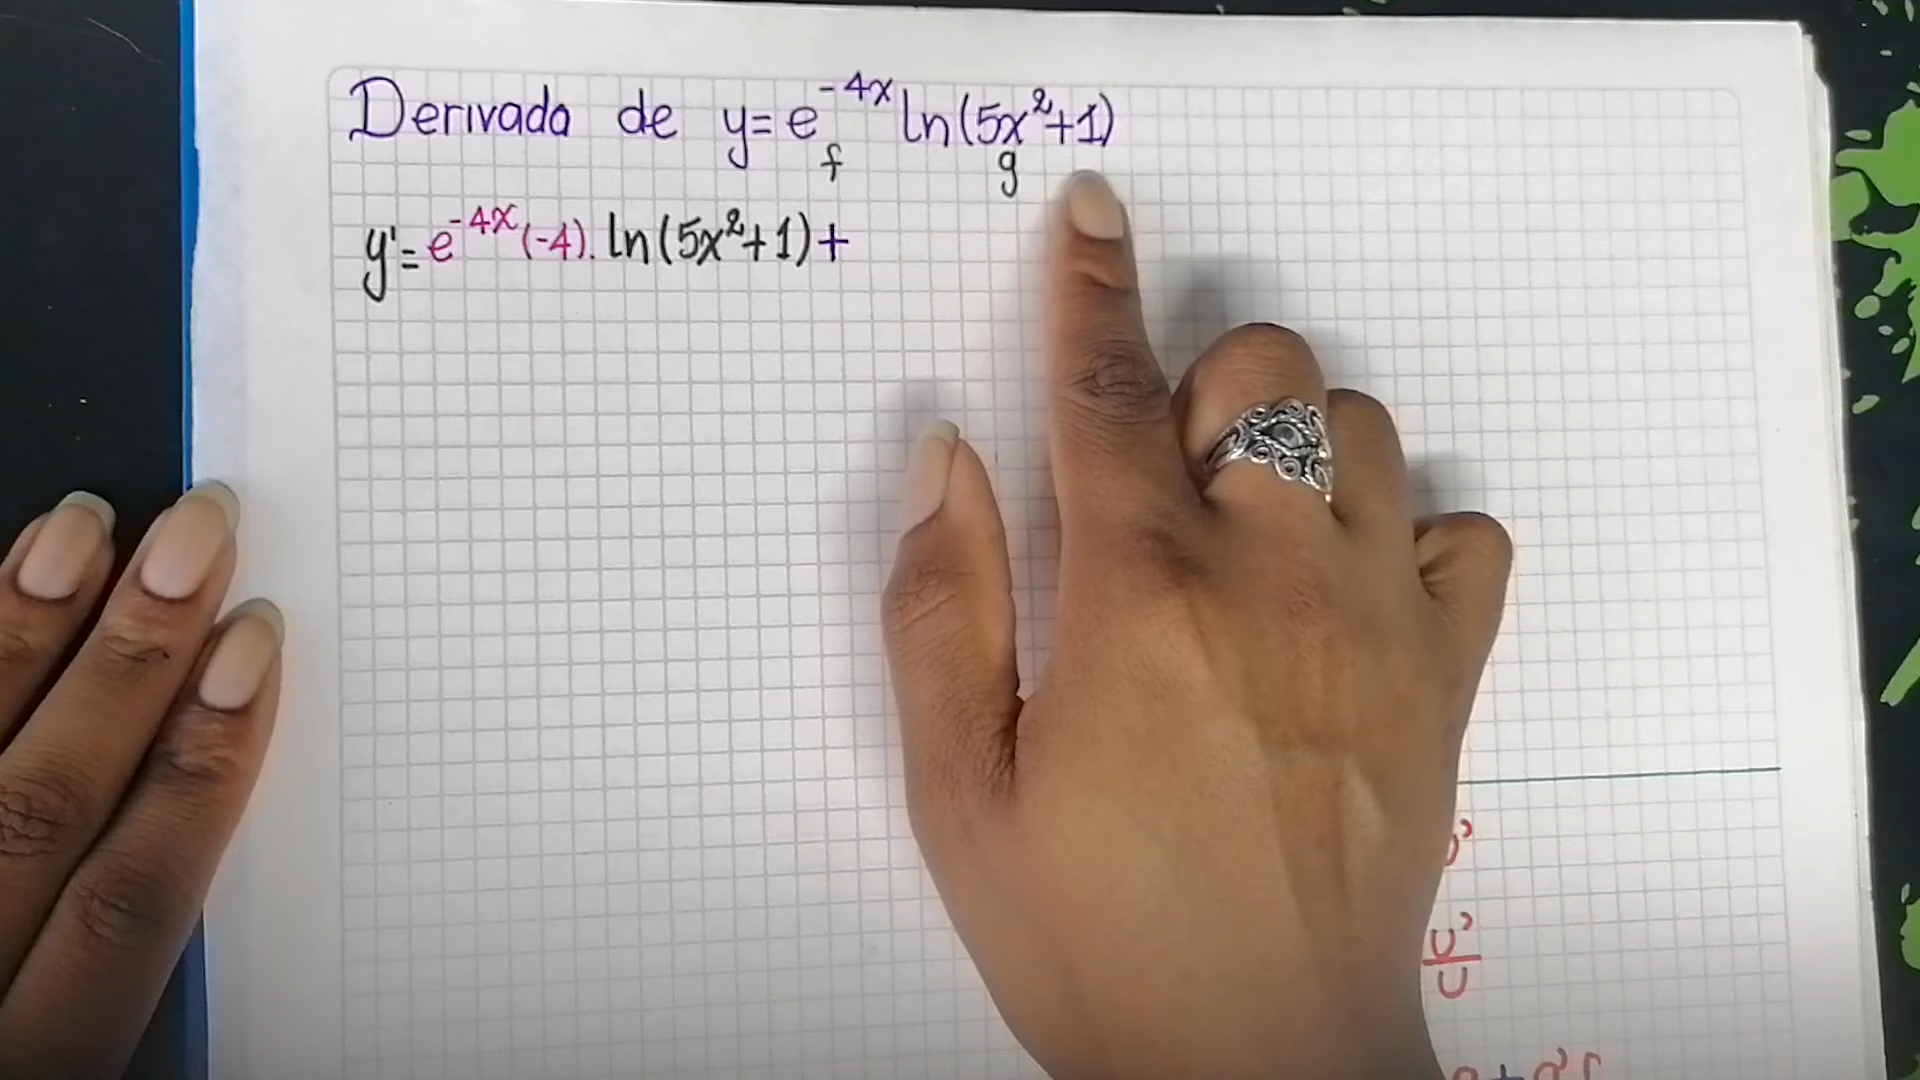 Derivada de y = e^{-4x} ln(5x²+1)
f g
y' = e^{-4x}(-4). ln(5x²+1) +